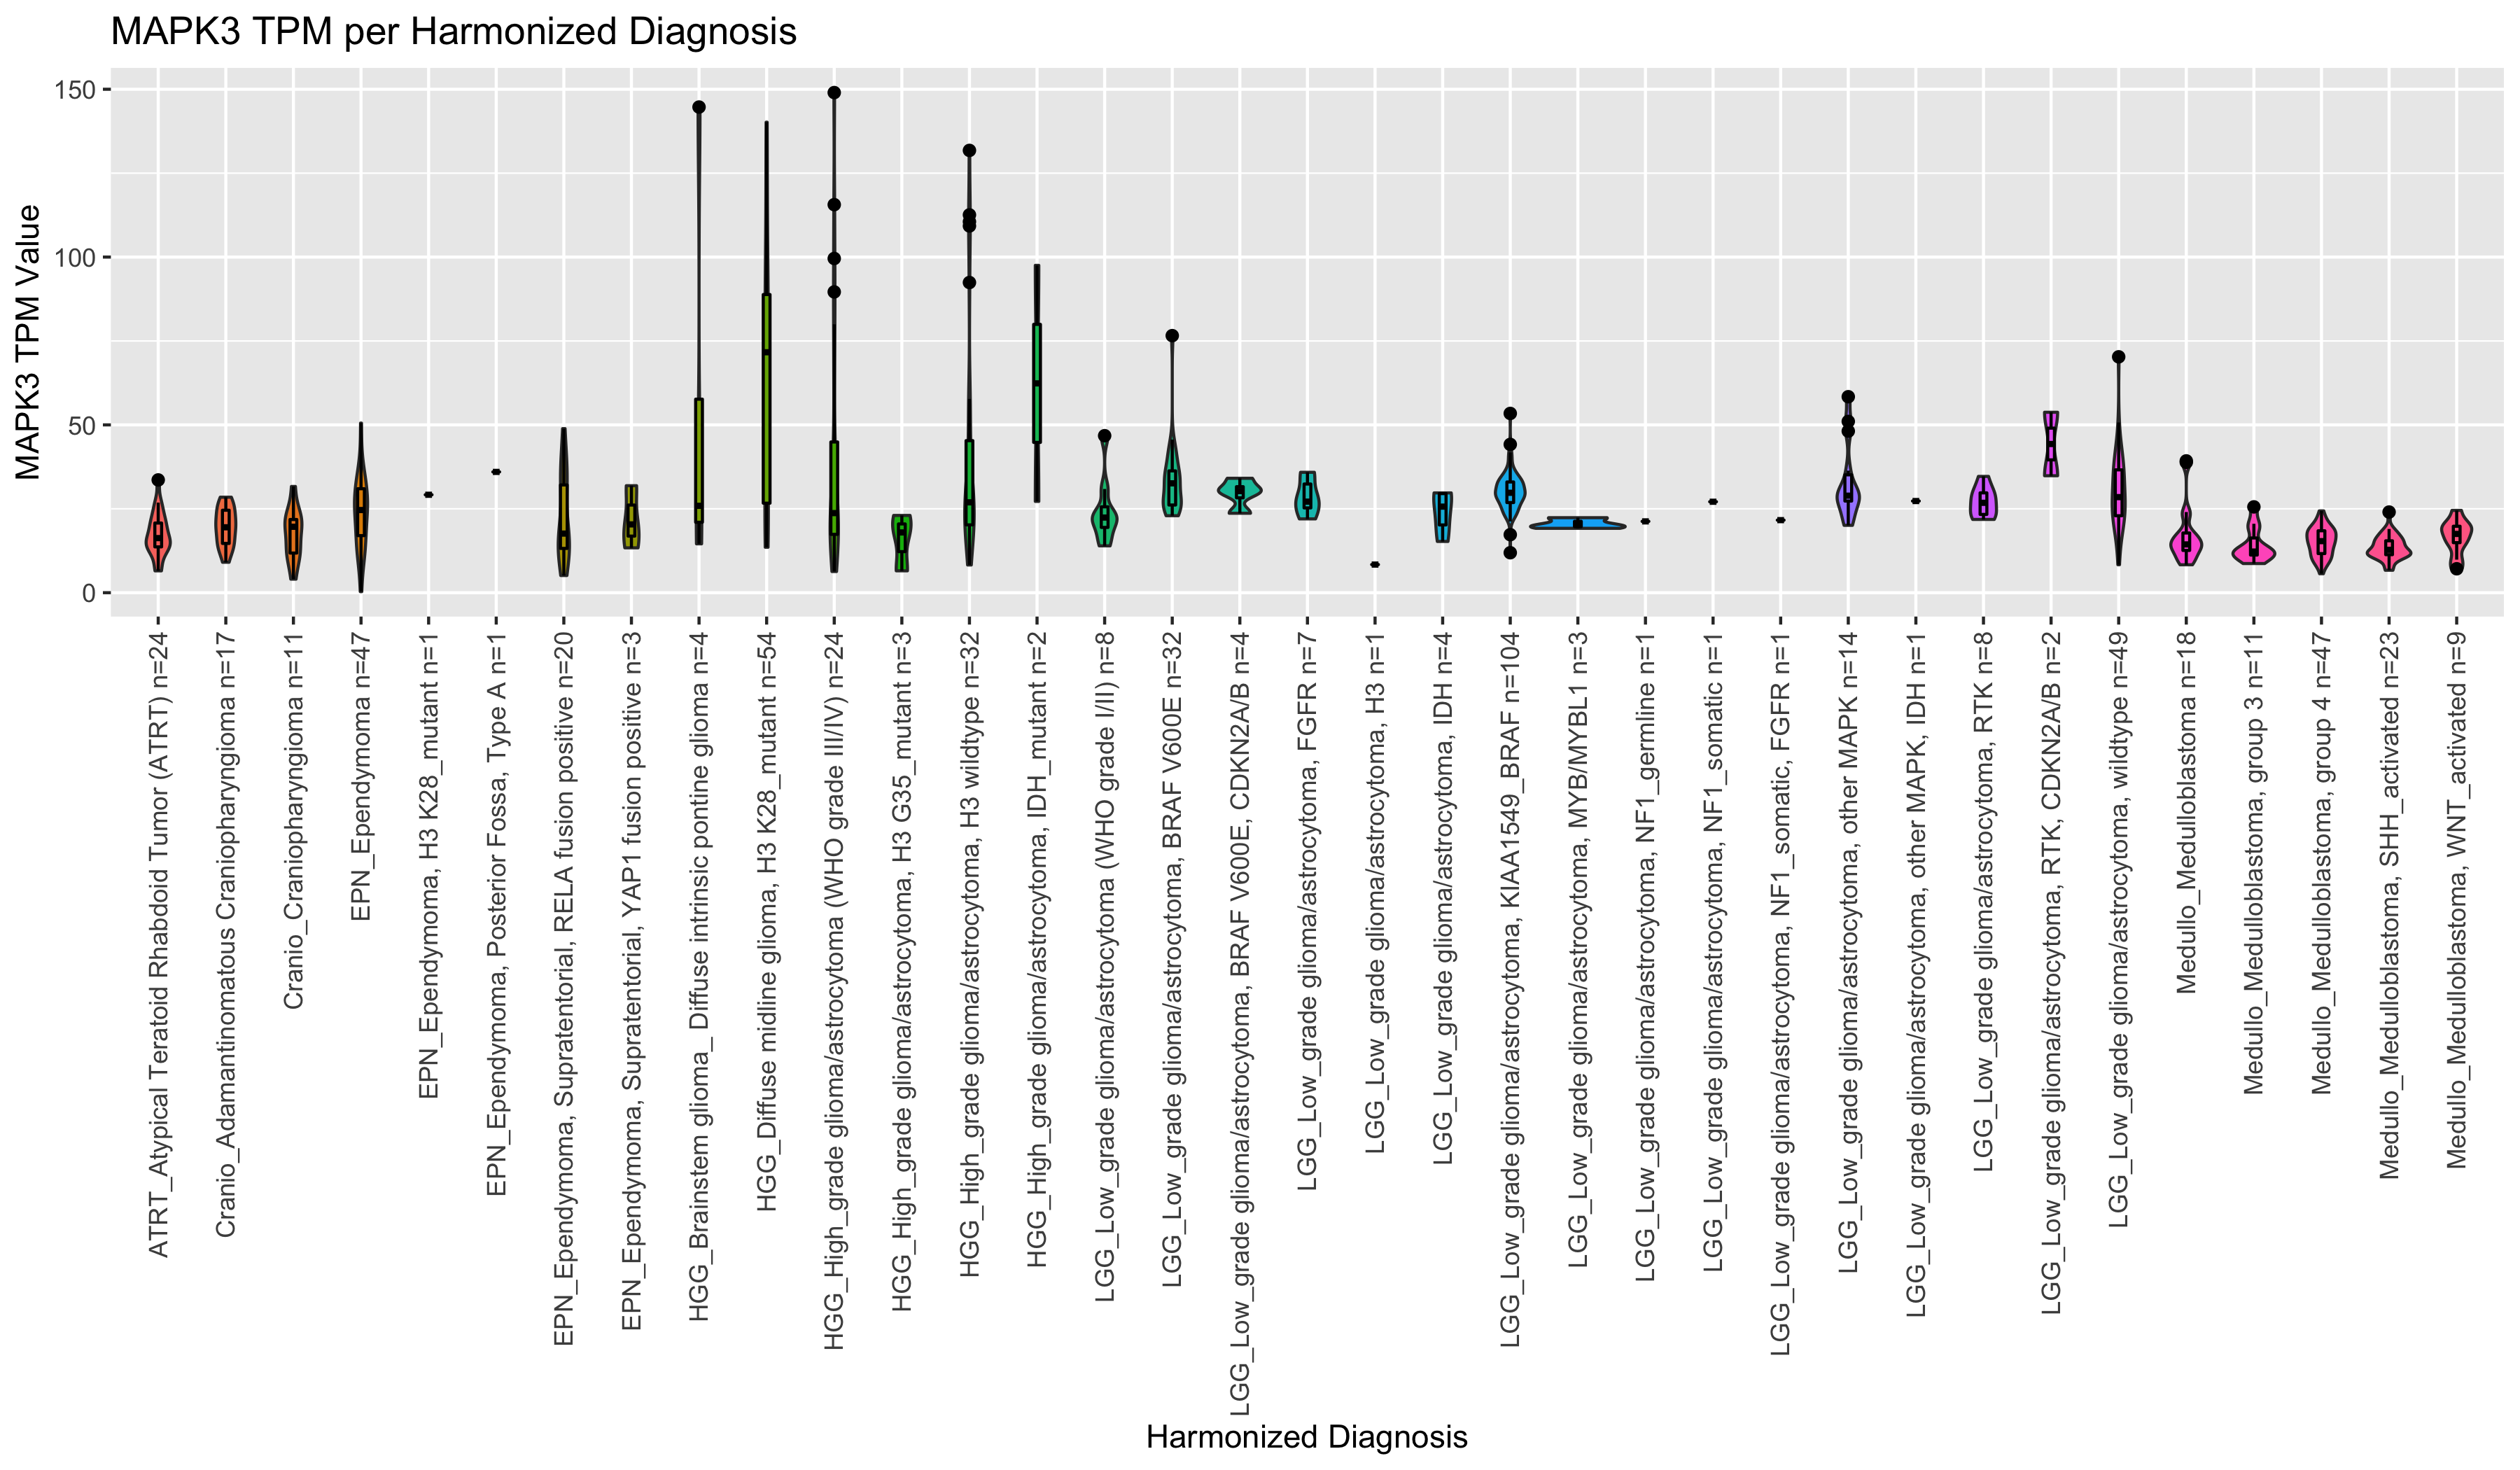 MAPK3 TPM per Harmonized Diagnosis
MAPK3 TPM Value
150
100
50
0
ATRT_Atypical Teratoid Rhabdoid Tumor (ATRT) n=24
Cranio_Adamantinomatous Craniopharyngioma n=17
Cranio_Craniopharyngioma n=11
EPN_Ependymoma n=47
EPN_Ependymoma, H3 K28_mutant n=1
EPN_Ependymoma, Posterior Fossa, Type A n=1
EPN_Ependymoma, Supratentorial, RELA fusion positive n=20
EPN_Ependymoma, Supratentorial, YAP1 fusion positive n=3
HGG_Brainstem glioma_ Diffuse intrinsic pontine glioma n=4
HGG_Diffuse midline glioma, H3 K28_mutant n=54
HGG_High_grade glioma/astrocytoma (WHO grade III/IV) n=24
HGG_High_grade glioma/astrocytoma, H3 G35_mutant n=3
HGG_High_grade glioma/astrocytoma, H3 wildtype n=32
HGG_High_grade glioma/astrocytoma, IDH_mutant n=2
LGG_Low_grade glioma/astrocytoma (WHO grade I/II) n=8
LGG_Low_grade glioma/astrocytoma, BRAF V600E n=32
LGG_Low_grade glioma/astrocytoma, BRAF V600E, CDKN2A/B n=4
LGG_Low_grade glioma/astrocytoma, FGFR n=7
LGG_Low_grade glioma/astrocytoma, H3 n=1
LGG_Low_grade glioma/astrocytoma, IDH n=4
LGG_Low_grade glioma/astrocytoma, KIAA1549_BRAF n=104
LGG_Low_grade glioma/astrocytoma, MYB/MYBL1 n=3
LGG_Low_grade glioma/astrocytoma, NF1_germline n=1
LGG_Low_grade glioma/astrocytoma, NF1_somatic n=1
LGG_Low_grade glioma/astrocytoma, NF1_somatic, FGFR n=1
LGG_Low_grade glioma/astrocytoma, other MAPK n=14
LGG_Low_grade glioma/astrocytoma, other MAPK, IDH n=1
LGG_Low_grade glioma/astrocytoma, RTK n=8
LGG_Low_grade glioma/astrocytoma, RTK, CDKN2A/B n=2
LGG_Low_grade glioma/astrocytoma, wildtype n=49
Medullo_Medulloblastoma n=18
Medullo_Medulloblastoma, group 3 n=11
Medullo_Medulloblastoma, group 4 n=47
Medullo_Medulloblastoma, SHH_activated n=23
Medullo_Medulloblastoma, WNT_activated n=9
Harmonized Diagnosis